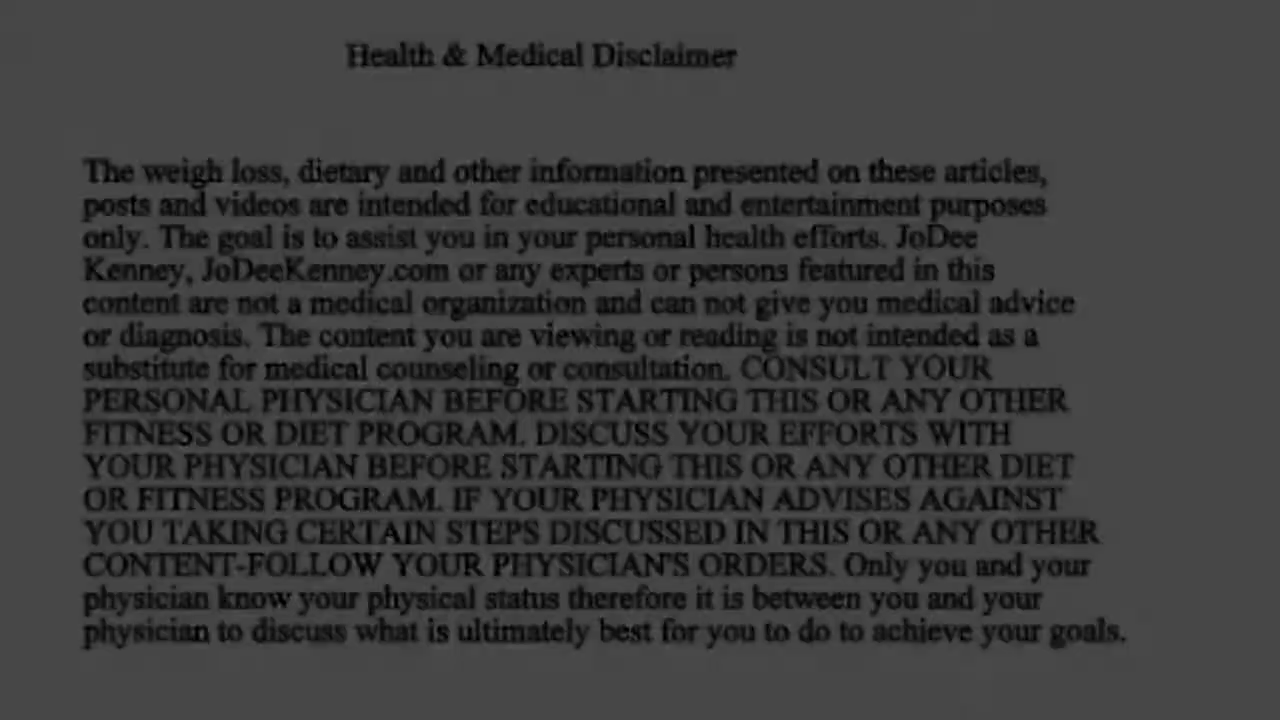 Health & Medical Disclaimer
The weigh loss, dietary and other information presented on these articles,
posts and videos are intended for educational and entertainment purposes
only. The goal is to assist you in your personal health efforts. JoDee
Kenney, JoDeeKenney.com or any experts or persons featured in this
content are not a medical organization and can not give you medical advice
or diagnosis. The content you are viewing or reading is not intended as a
substitute for medical counseling or consultation. CONSULT YOUR
PERSONAL PHYSICIAN BEFORE STARTING THIS OR ANY OTHER
FITNESS OR DIET PROGRAM. DISCUSS YOUR EFFORTS WITH
YOUR PHYSICIAN BEFORE STARTING THIS OR ANY OTHER DIET
OR FITNESS PROGRAM. IF YOUR PHYSICIAN ADVISES AGAINST
YOU TAKING CERTAIN STEPS DISCUSSED IN THIS OR ANY OTHER
CONTENT-FOLLOW YOUR PHYSICIAN'S ORDERS. Only you and your
physician know your physical status therefore it is between you and your
physician to discuss what is ultimately best for you to do to achieve your goals.